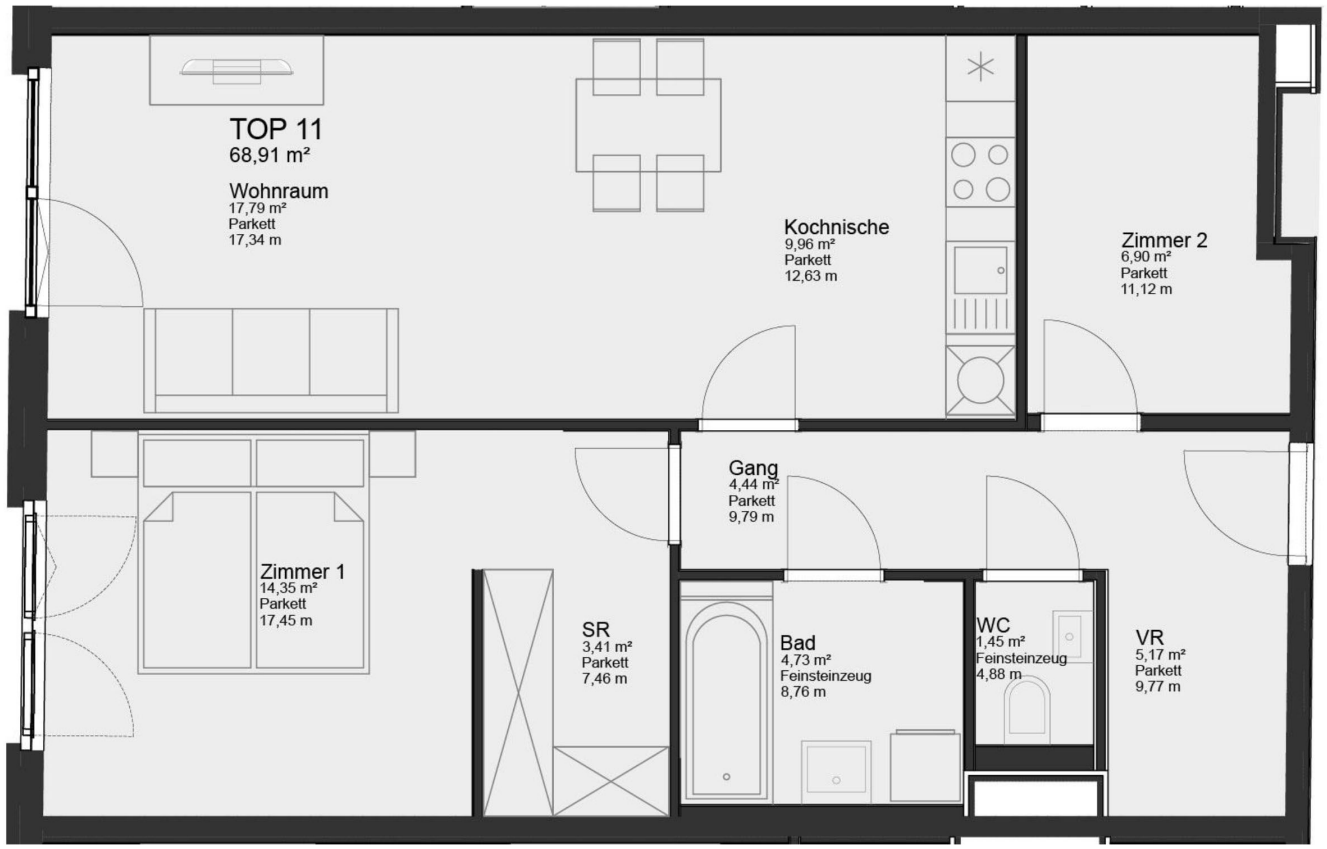 TOP 11
68,91 m²
Wohnraum
17,79 m²
Parkett
17,34 m
Kochnische
9,96 m²
Parkett
12,63 m
Zimmer 2
6,90 m²
Parkett
11,12 m
Gang
4,44 m²
Parkett
9,79 m
Zimmer 1
14,35 m²
Parkett
17,45 m
SR
3,41 m²
Parkett
7,46 m
Bad
4,73 m²
Feinsteinzeug
8,76 m
WC
1,45 m²
Feinsteinzeug
4,88 m
VR
5,17 m²
Parkett
9,77 m